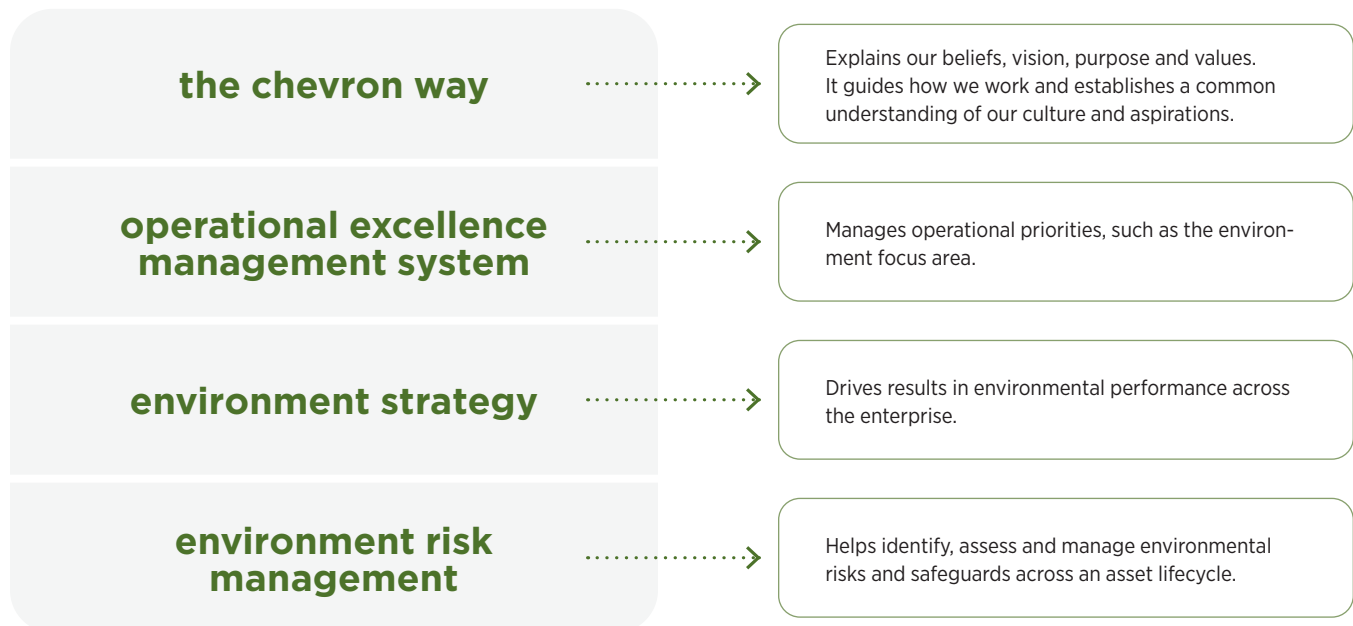 the chevron way
Explains our beliefs, vision, purpose and values.
It guides how we work and establishes a common
understanding of our culture and aspirations.
operational excellence
management system
Manages operational priorities, such as the environ-
ment focus area.
environment strategy
Drives results in environmental performance across
the enterprise.
environment risk
management
Helps identify, assess and manage environmental
risks and safeguards across an asset lifecycle.